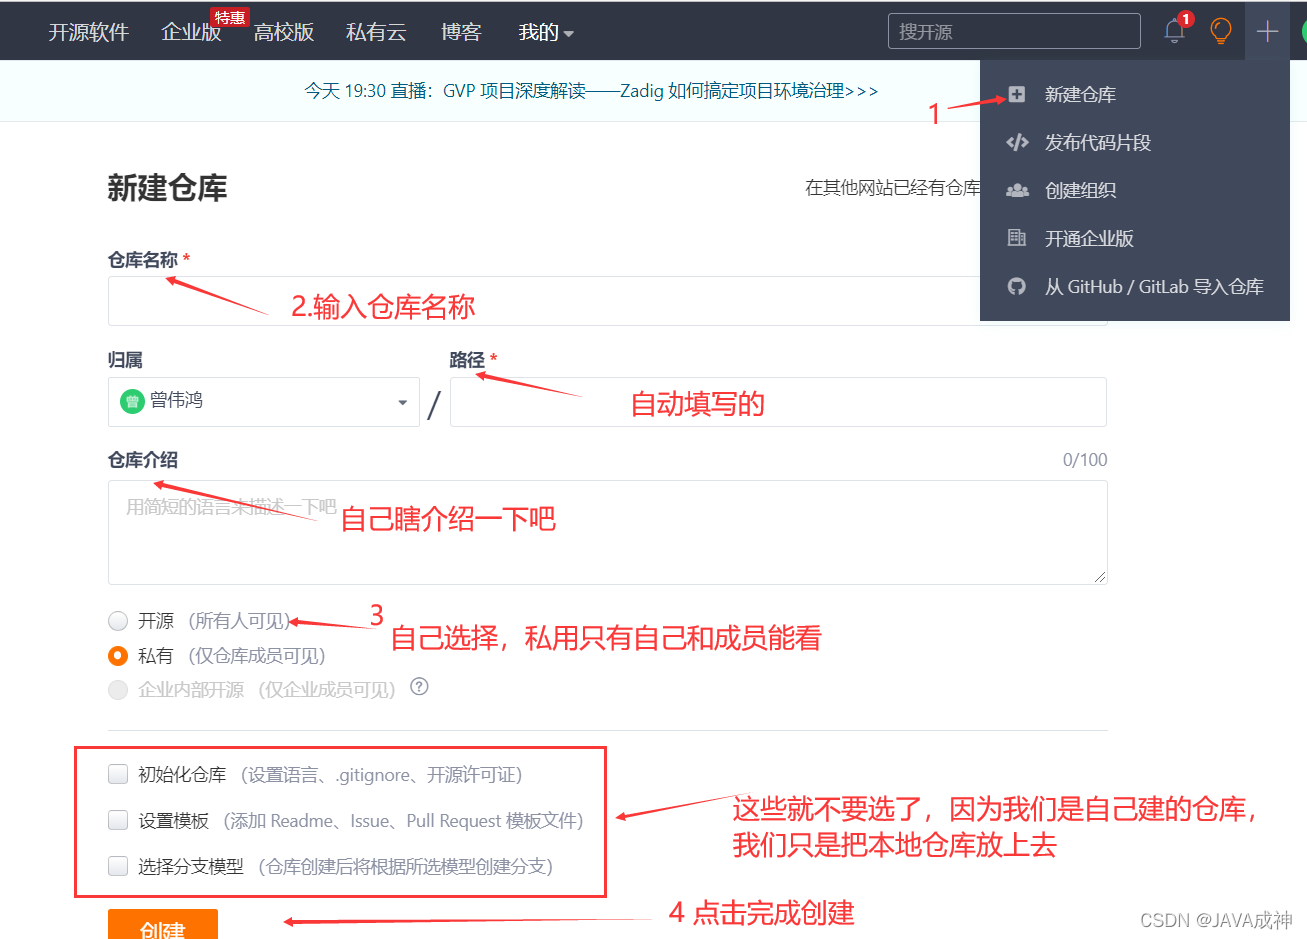 开源软件 企业版 特惠 高校版 私有云 博客 我的 搜开源 1
今天 19:30 直播：GVP 项目深度解读——Zadig 如何搞定项目环境治理>>>
1 新建仓库
发布代码片段
新建仓库 在其他网站已经有仓库
创建组织
开通企业版
仓库名称 *
从 GitHub / GitLab 导入仓库
2.输入仓库名称
归属 路径 *
曾 曾伟鸿 / 自动填写的
仓库介绍 0/100
用简短的语言来描述一下吧
自己瞎介绍一下吧
开源 （所有人可见） 3
自己选择，私用只有自己和成员能看
私有 （仅仓库成员可见）
企业内部开源 （仅企业成员可见） ?
初始化仓库 （设置语言、.gitignore、开源许可证）
设置模板 （添加 Readme、Issue、Pull Request 模板文件）
选择分支模型 （仓库创建后将根据所选模型创建分支）
这些就不要选了，因为我们是自己建的仓库，
我们只是把本地仓库放上去
创建 4 点击完成创建
CSDN @JAVA成神